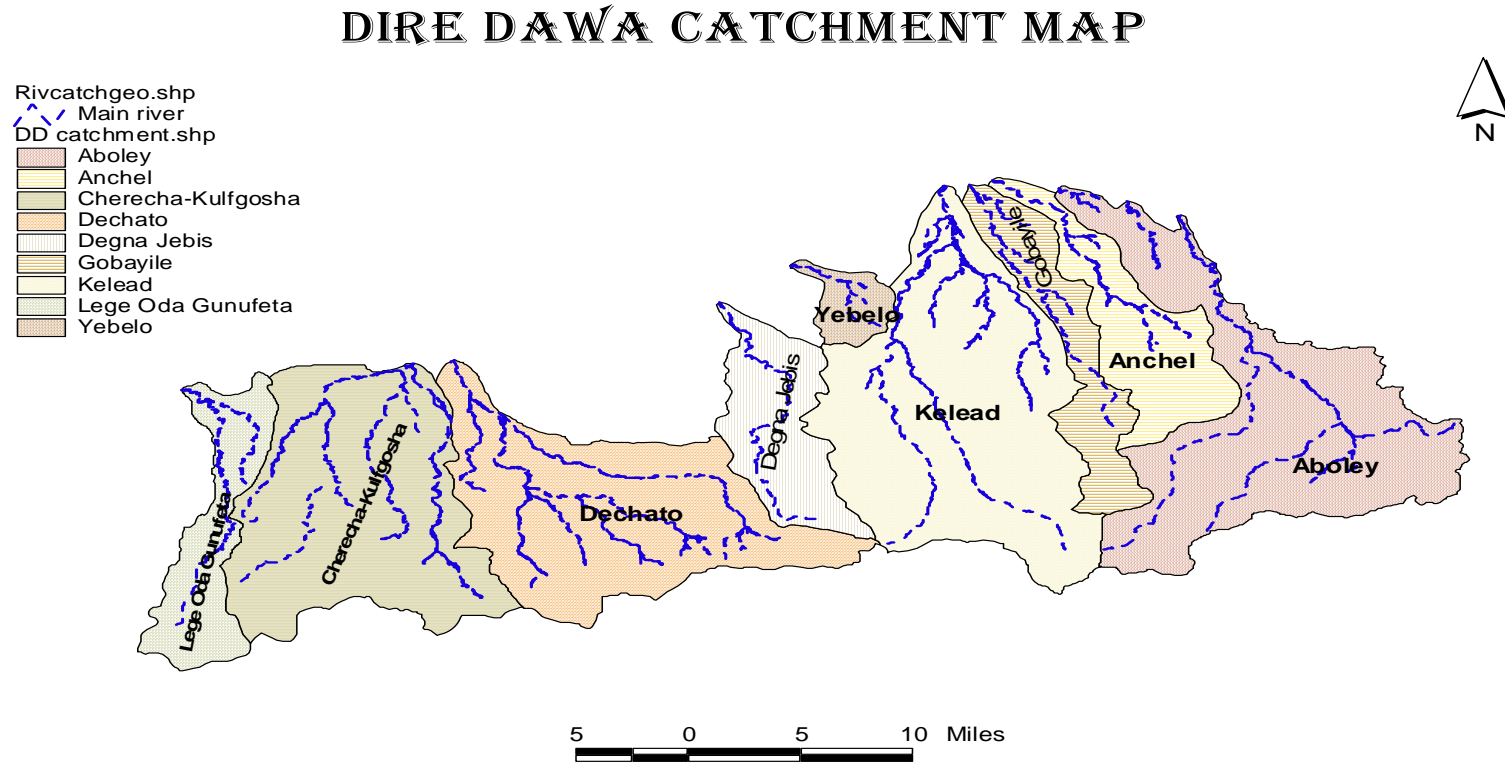 DIRE DAWA CATCHMENT MAP
Rivcatchgeo.shp
Main river
DD catchment.shp
Aboley
Anchel
Cherecha-Kulfgosha
Dechato
Degna Jebis
Gobayile
Kelead
Lege Oda Gunufeta
Yebelo
N
Gobayile
Yebelo
Anchel
Degna Jebis
Kelead
Aboley
Cherecha-Kulfgosha
Dechato
Lege Oda Gunufeta
5 0 5 10 Miles